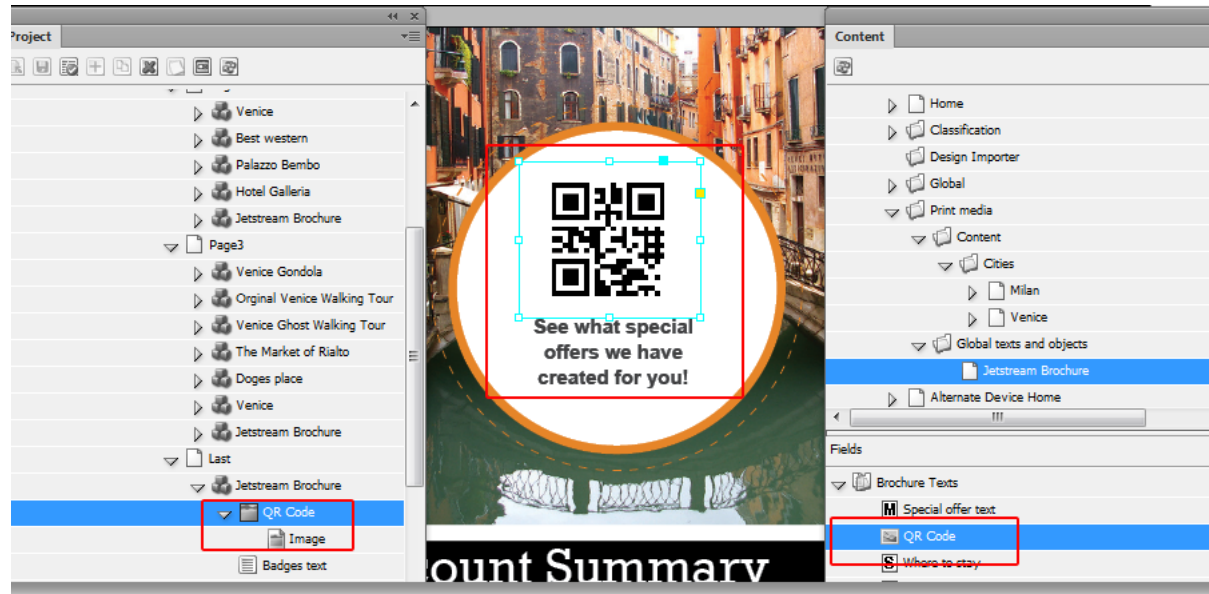 Project
Venice
Best western
Palazzo Bembo
Hotel Galleria
Jetstream Brochure
Page3
Venice Gondola
Orginal Venice Walking Tour
Venice Ghost Walking Tour
The Market of Rialto
Doges place
Venice
Jetstream Brochure
Last
Jetstream Brochure
QR Code
Image
Badges text
See what special
offers we have
created for you!
ount Summary
Content
Home
Classification
Design Importer
Global
Print media
Content
Cities
Milan
Venice
Global texts and objects
Jetstream Brochure
Alternate Device Home
Fields
Brochure Texts
M Special offer text
QR Code
S Where to stay